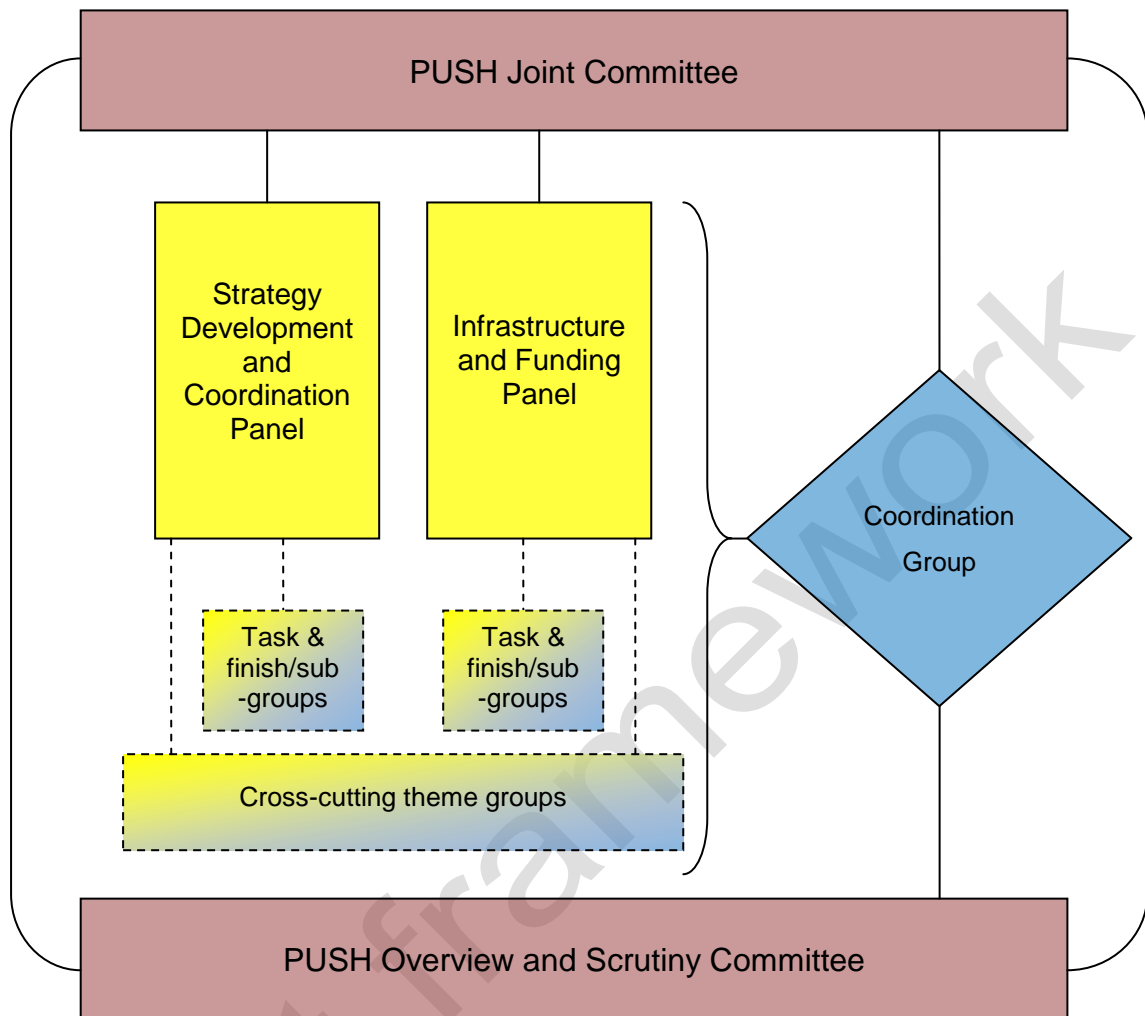 PUSH Joint Committee
Strategy
Development
and
Coordination
Panel
Infrastructure
and Funding
Panel
Coordination
Group
Task &
finish/sub
-groups
Task &
finish/sub
-groups
Cross-cutting theme groups
PUSH Overview and Scrutiny Committee
framework